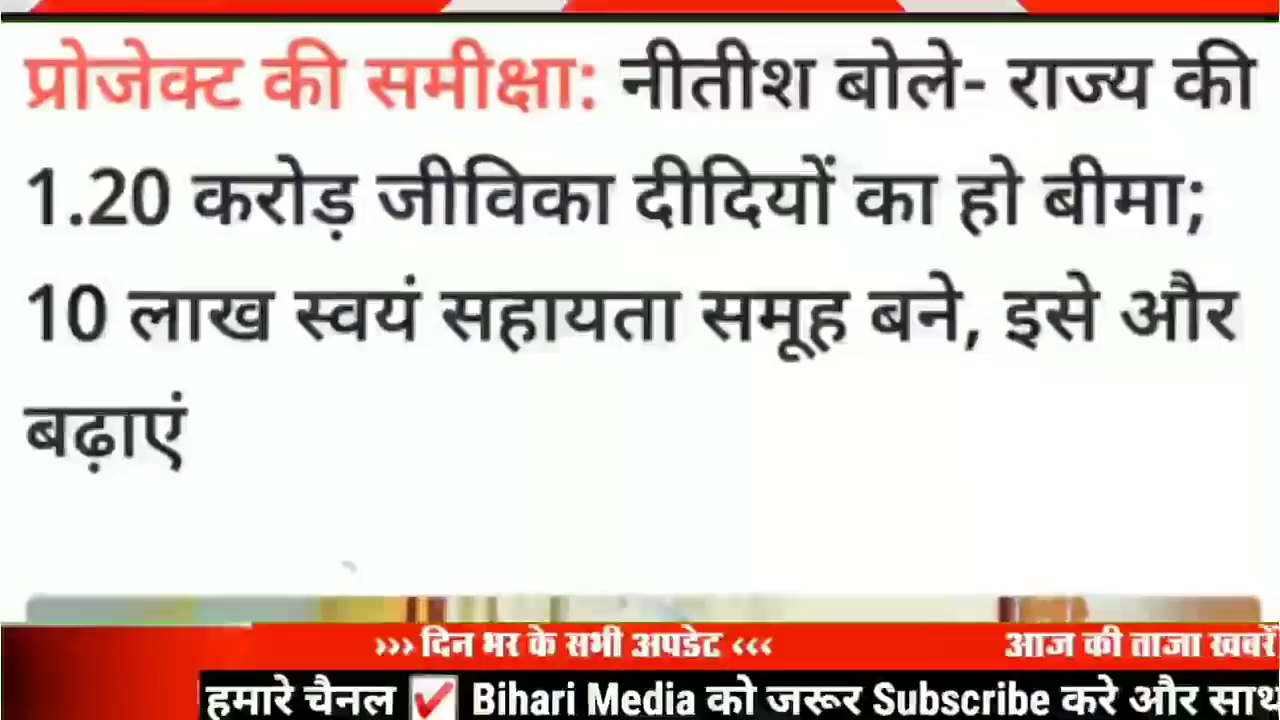 प्रोजेक्ट की समीक्षा: नीतीश बोले- राज्य की
1.20 करोड़ जीविका दीदियों का हो बीमा;
10 लाख स्वयं सहायता समूह बने, इसे और
बढ़ाएं
››› दिन भर के सभी अपडेट ‹‹‹ आज की ताजा खबरें
हमारे चैनल ✔ Bihari Media को जरूर Subscribe करे और साथ